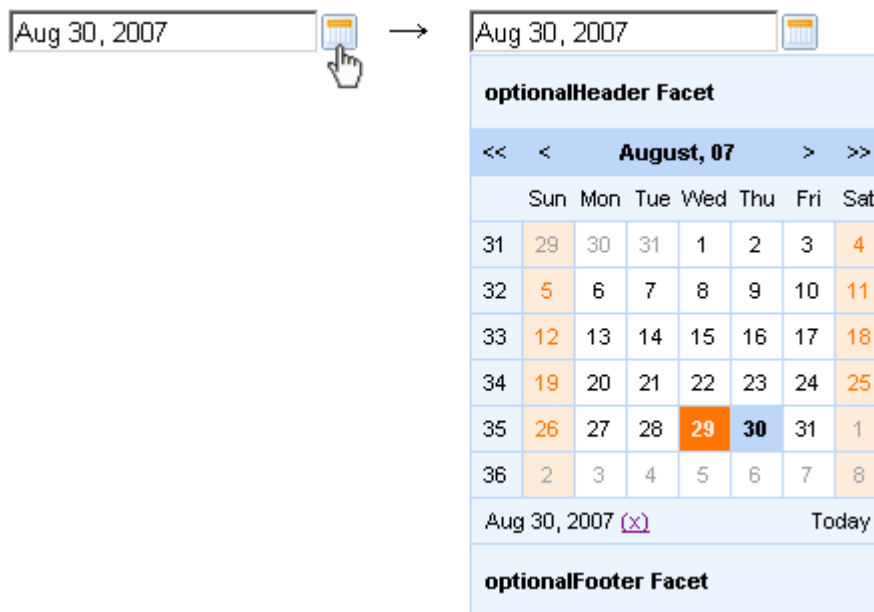 Aug 30, 2007
Aug 30, 2007
optionalHeader Facet
<< < August, 07 > >>
Sun Mon Tue Wed Thu Fri Sat
31 29 30 31 1 2 3 4
32 5 6 7 8 9 10 11
33 12 13 14 15 16 17 18
34 19 20 21 22 23 24 25
35 26 27 28 29 30 31 1
36 2 3 4 5 6 7 8
Aug 30, 2007 (x) Today
optionalFooter Facet